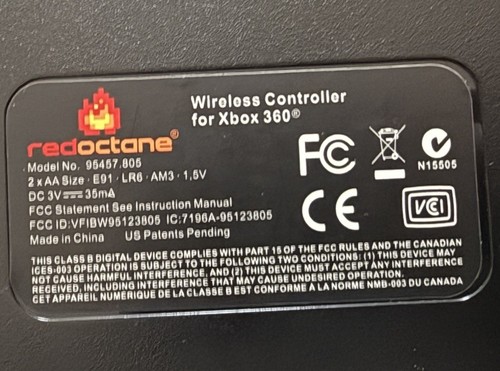 redoctane®
Wireless Controller
for Xbox 360®
Model No. 95457.805
2 x AA Size · E91 · LR6 · AM3 · 1,5V
DC 3V 35mA
FCC Statement See Instruction Manual
FCC ID:VFIBW95123805 IC:7196A-95123805
Made in China US Patents Pending
FC
N15505
CE
VCI
THIS CLASS B DIGITAL DEVICE COMPLIES WITH PART 15 OF THE FCC RULES AND THE CANADIAN
ICES-003 OPERATION IS SUBJECT TO THE FOLLOWING TWO CONDITIONS: (1) THIS DEVICE MAY
NOT CAUSE HARMFUL INTERFERENCE, AND (2) THIS DEVICE MUST ACCEPT ANY INTERFERENCE
RECEIVED, INCLUDING INTERFERENCE THAT MAY CAUSE UNDESIRED OPERATION.
CET APPAREIL NUMERIQUE DE LA CLASSE B EST CONFORME À LA NORME NMB-003 DU CANADA